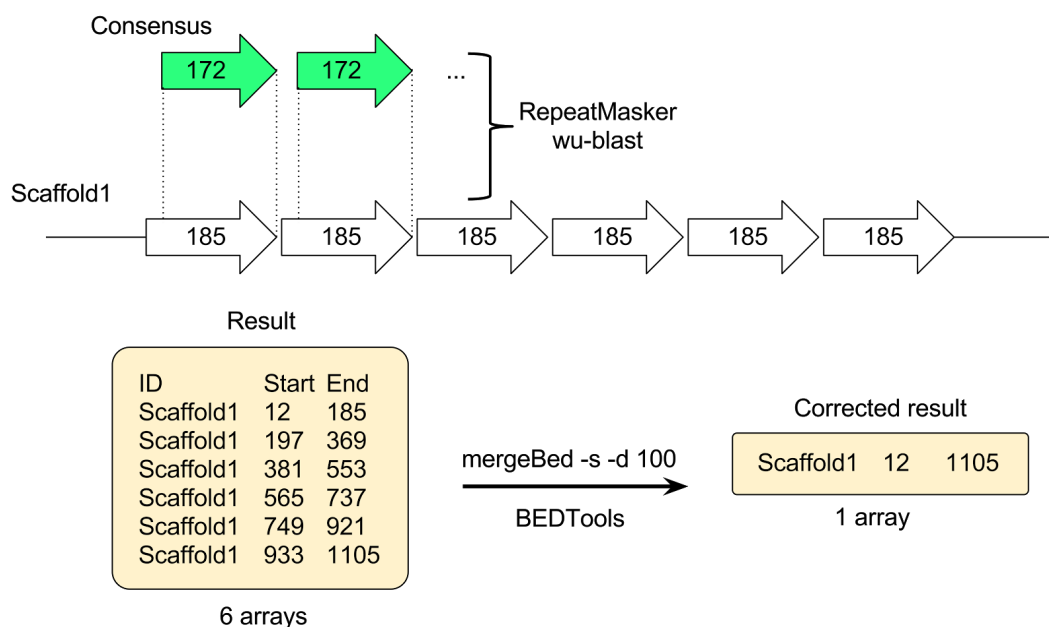 Consensus
172 172 ...
RepeatMasker
wu-blast
Scaffold1
185 185 185 185 185 185
Result
ID Start End
Scaffold1 12 185
Scaffold1 197 369
Scaffold1 381 553
Scaffold1 565 737
Scaffold1 749 921
Scaffold1 933 1105
6 arrays
mergeBed -s -d 100
BEDTools
Corrected result
Scaffold1 12 1105
1 array